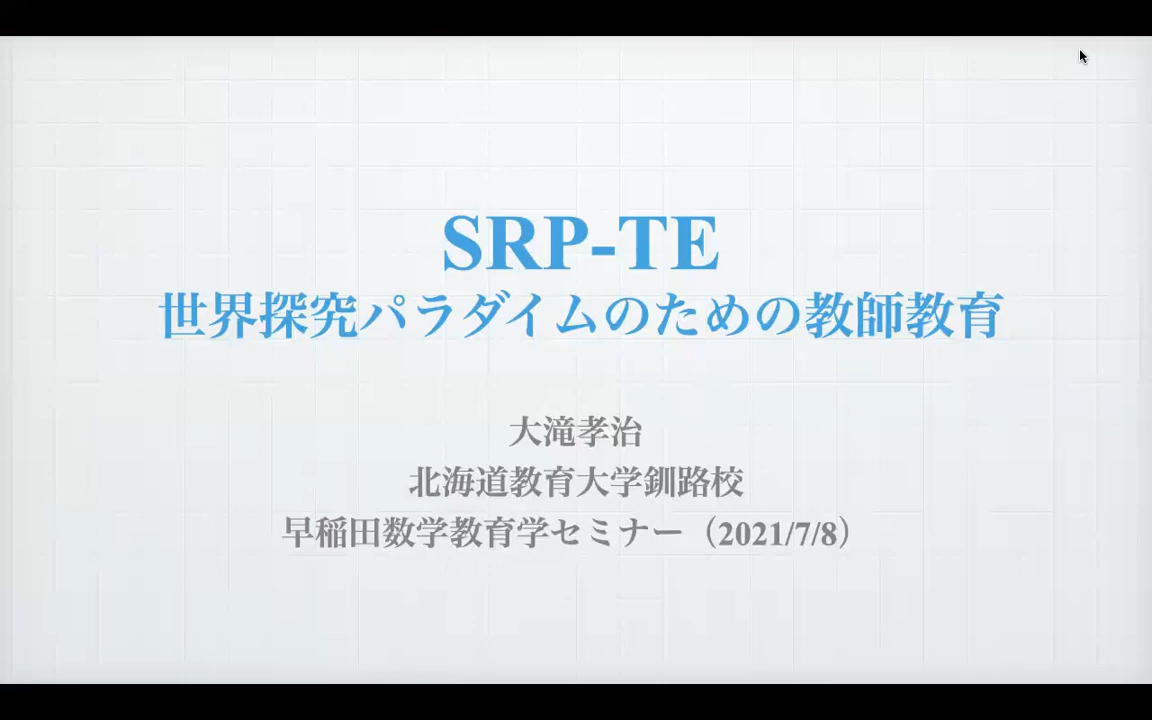 SRP-TE
世界探究パラダイムのための教師教育
大滝孝治
北海道教育大学釧路校
早稲田数学教育学セミナー（2021/7/8）